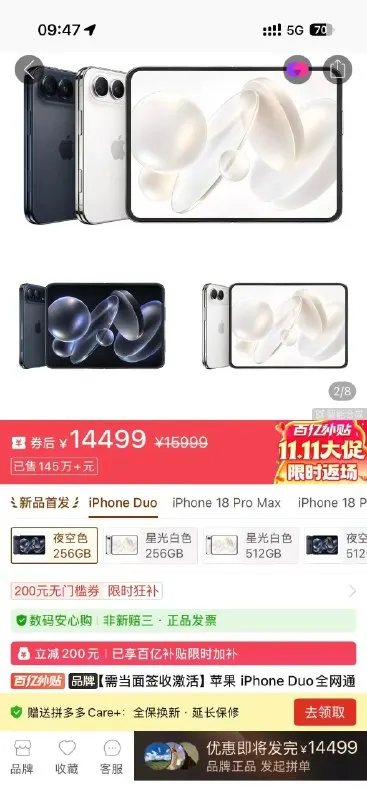 09:47
5G 70
2/8
百亿补贴
券后 ¥14499 ¥15999
11.11大促
已售145万+元
限时返场
新品首发 iPhone Duo iPhone 18 Pro Max iPhone 18 P
夜空色 256GB
星光白色 256GB
星光白色 512GB
夜空 512
200元无门槛券 限时狂补
数码安心购 | 非新赔三 · 正品发票
立减200元 | 已享百亿补贴限时加补
百亿补贴 品牌 【需当面签收激活】苹果 iPhone Duo 全网通
赠送拼多多Care+: 全保换新 · 延长保修
去领取
优惠即将发完 ¥14499
品牌 收藏 客服
品牌正品 发起拼单